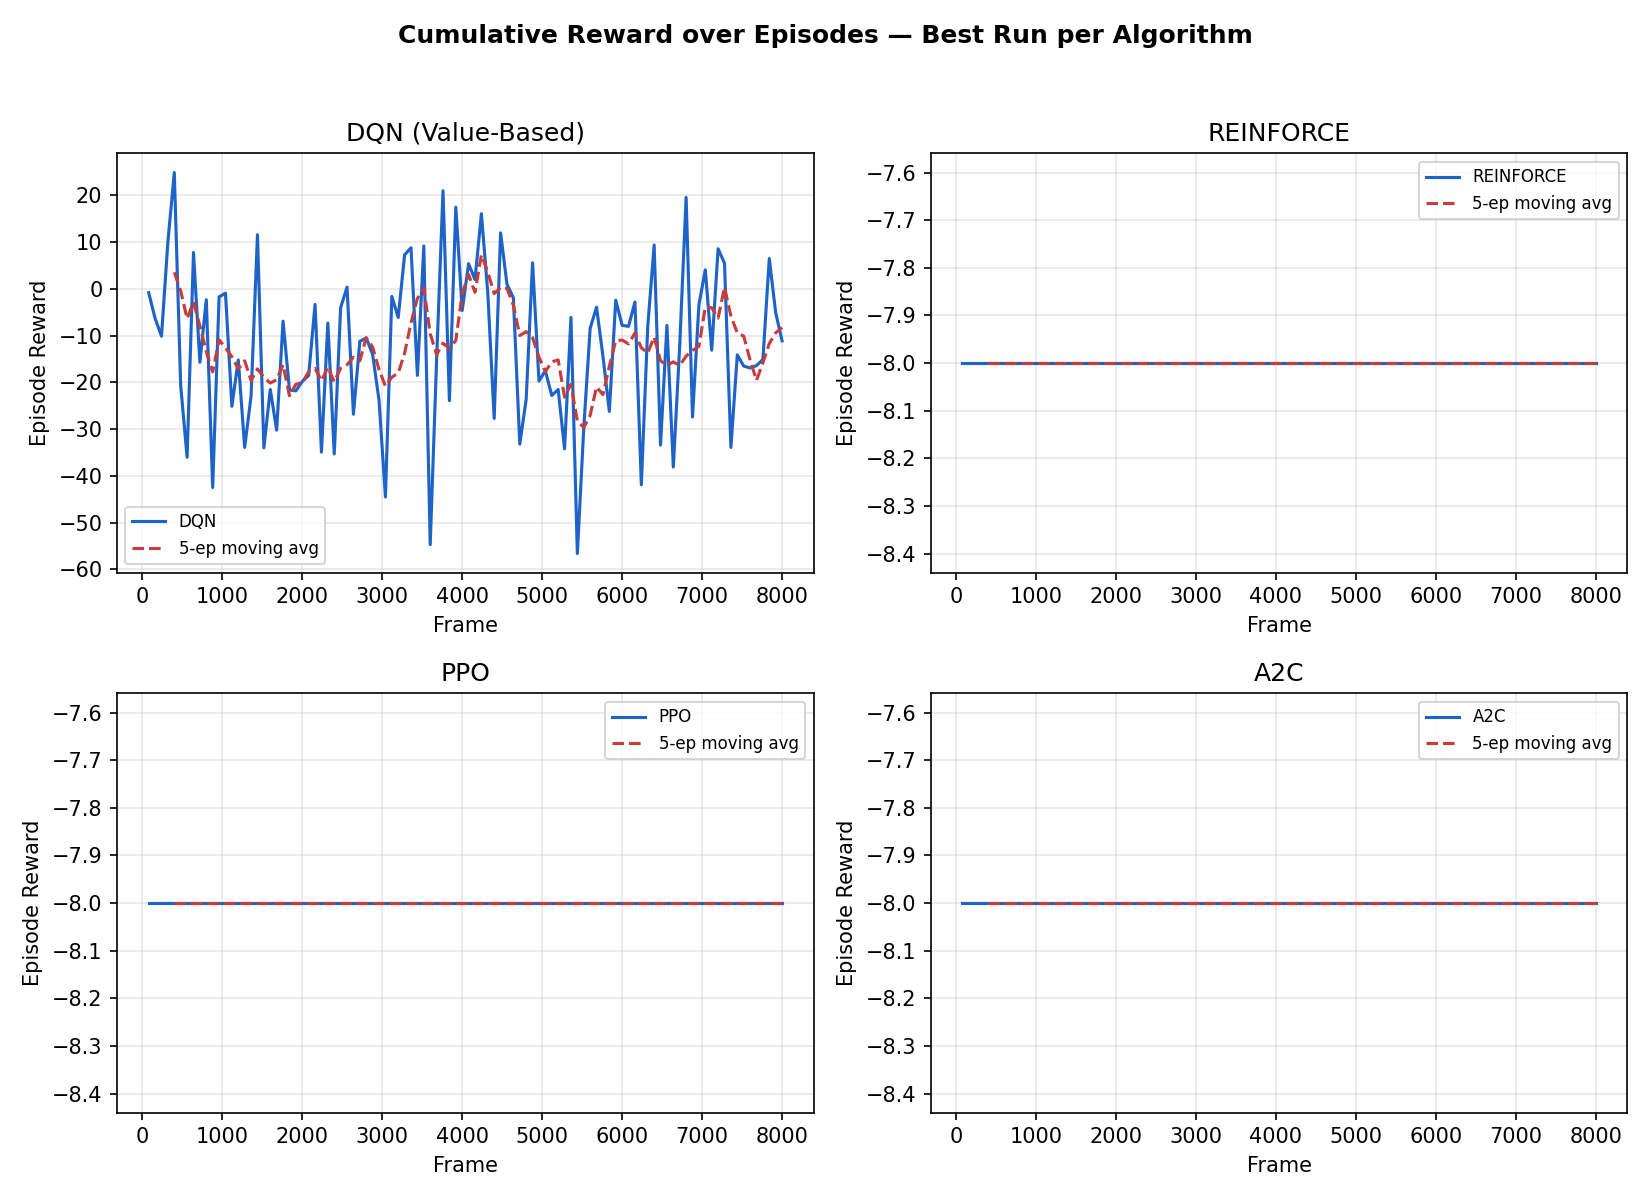 Cumulative Reward over Episodes — Best Run per Algorithm
DQN (Value-Based)
Episode Reward
20
10
0
−10
−20
−30
−40
−50
−60
DQN
5-ep moving avg
0 1000 2000 3000 4000 5000 6000 7000 8000
Frame
REINFORCE
Episode Reward
−7.6
−7.7
−7.8
−7.9
−8.0
−8.1
−8.2
−8.3
−8.4
REINFORCE
5-ep moving avg
0 1000 2000 3000 4000 5000 6000 7000 8000
Frame
PPO
Episode Reward
−7.6
−7.7
−7.8
−7.9
−8.0
−8.1
−8.2
−8.3
−8.4
PPO
5-ep moving avg
0 1000 2000 3000 4000 5000 6000 7000 8000
Frame
A2C
Episode Reward
−7.6
−7.7
−7.8
−7.9
−8.0
−8.1
−8.2
−8.3
−8.4
A2C
5-ep moving avg
0 1000 2000 3000 4000 5000 6000 7000 8000
Frame